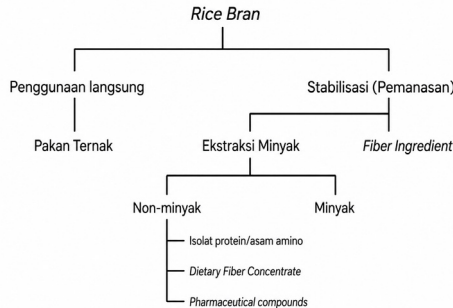 Rice Bran
Penggunaan langsung
Stabilisasi (Pemanasan)
Pakan Ternak
Ekstraksi Minyak
Fiber Ingredient
Non-minyak
Minyak
Isolat protein/asam amino
Dietary Fiber Concentrate
Pharmaceutical compounds